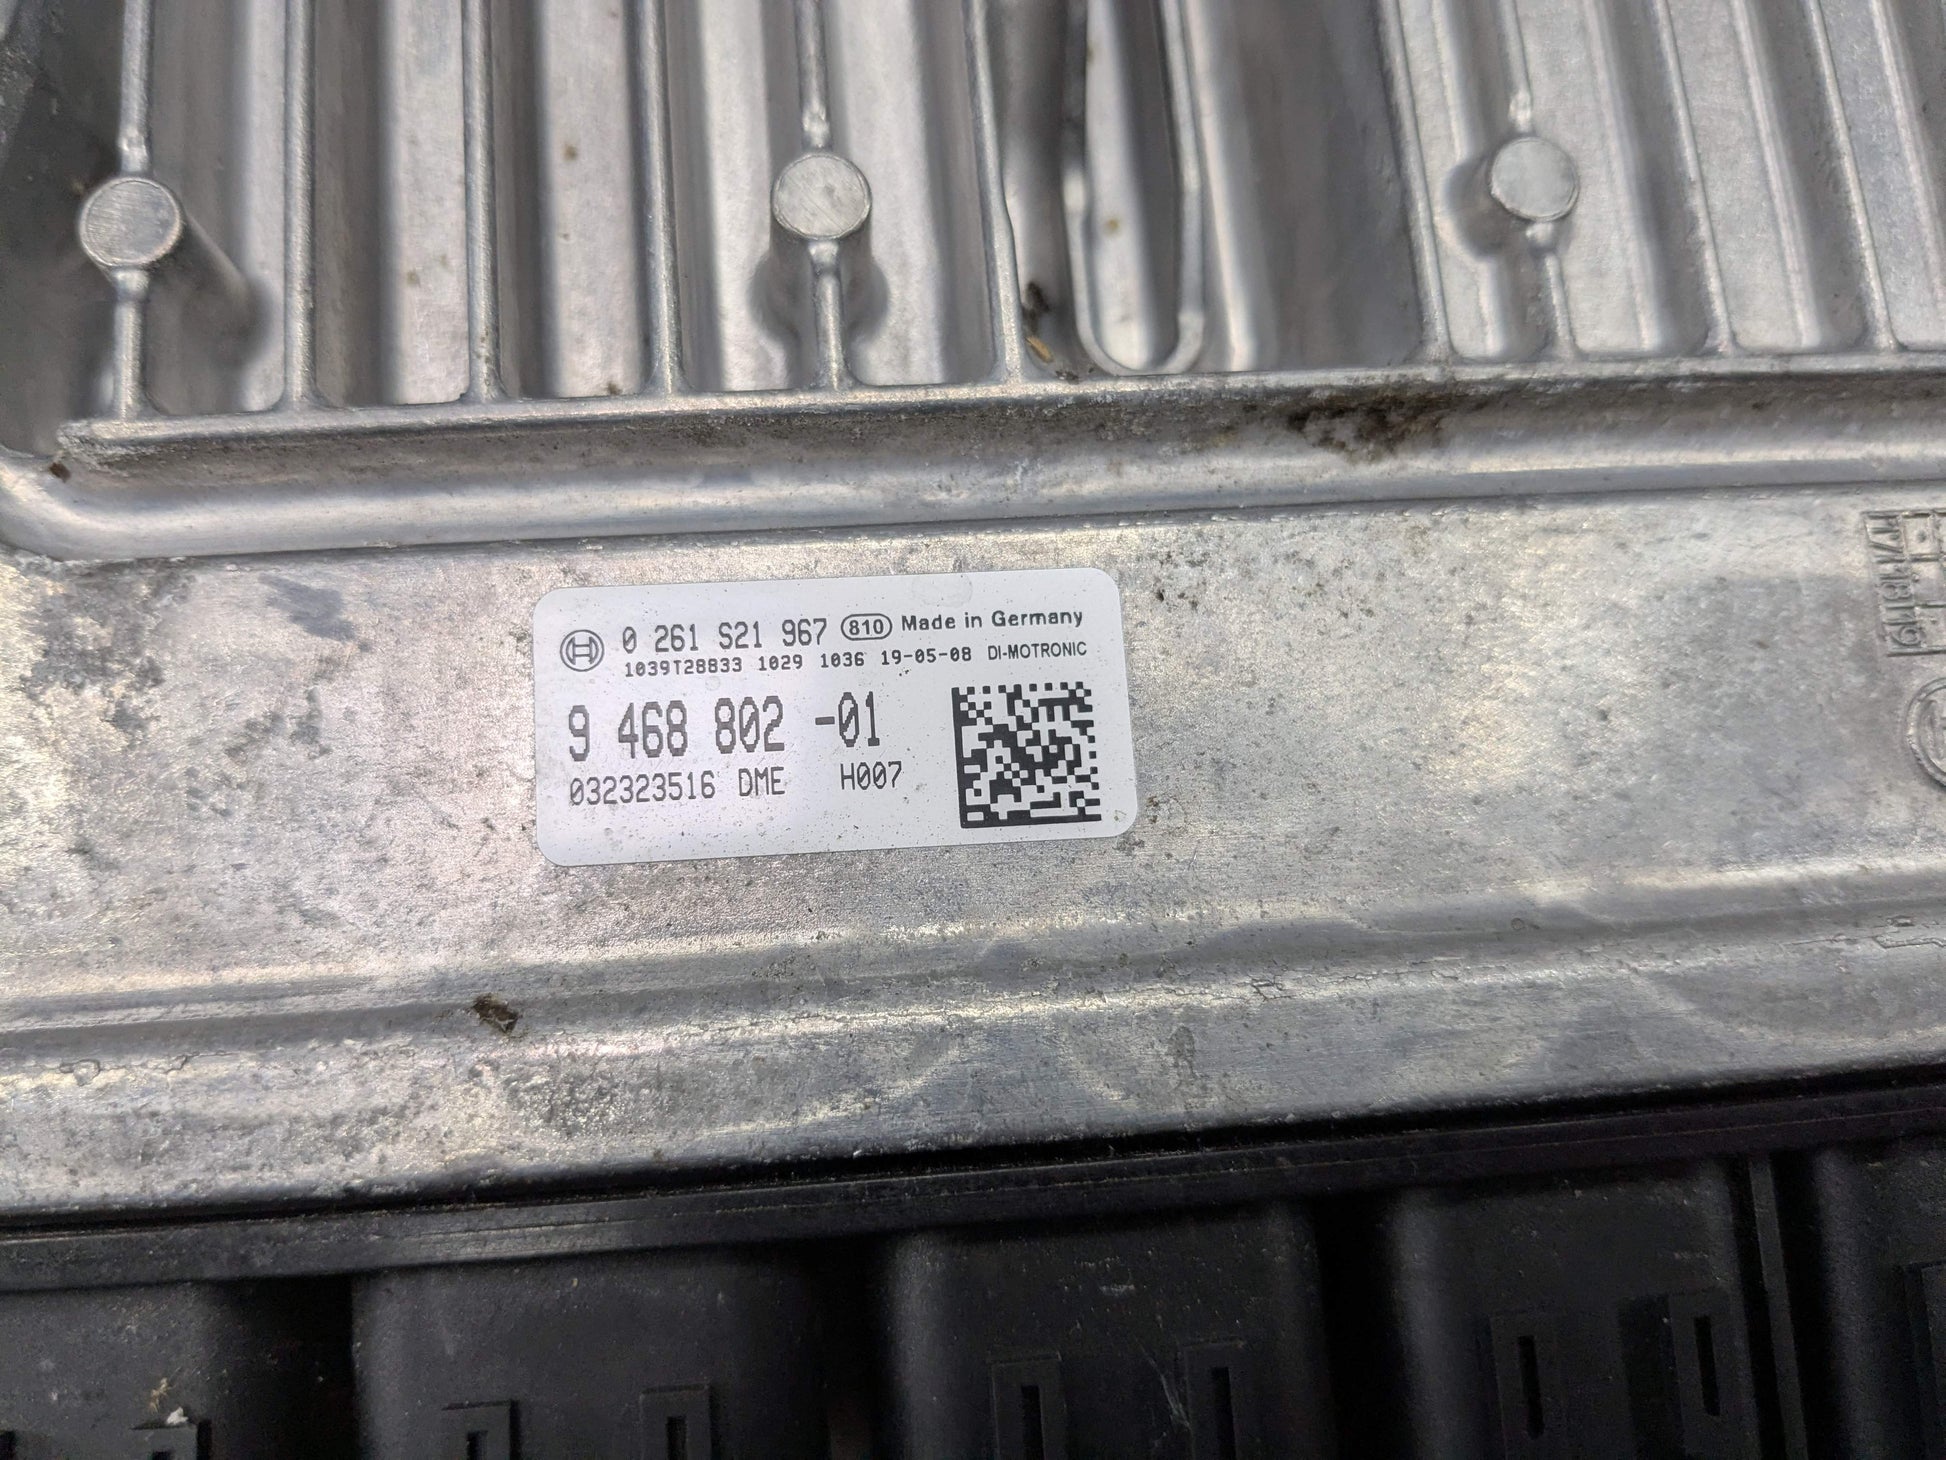 0 261 S21 967 810 Made in Germany
1039T28833 1029 1036 19-05-08 DI-MOTRONIC
9 468 802 -01
032323516 DME H007